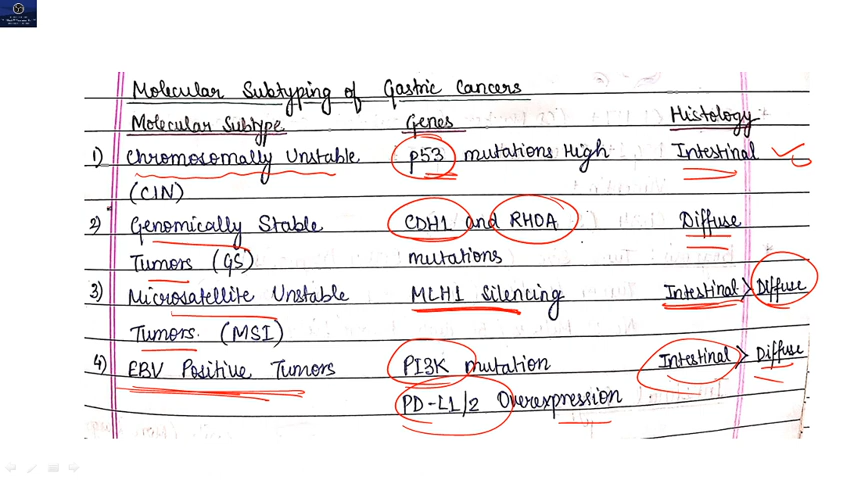 Molecular Subtyping of Gastric Cancers
Molecular Subtype Genes Histology
1) Chromosomally Unstable p53 mutations High Intestinal
(CIN)
2) Genomically Stable CDH1 and RHOA Diffuse
Tumors (GS) mutations
3) Microsatellite Unstable MLH1 Silencing Intestinal > Diffuse
Tumors. (MSI)
4) EBV Positive Tumors PI3K mutation Intestinal > Diffuse
PD-L1/2 Overexpression